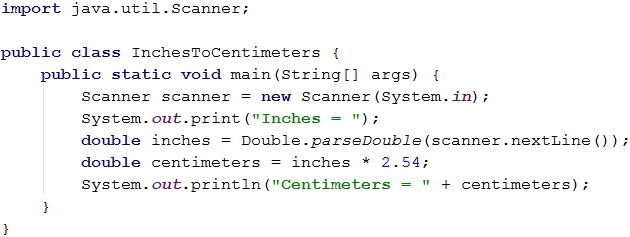 import java.util.Scanner;

public class InchesToCentimeters {
    public static void main(String[] args) {
        Scanner scanner = new Scanner(System.in);
        System.out.print("Inches = ");
        double inches = Double.parseDouble(scanner.nextLine());
        double centimeters = inches * 2.54;
        System.out.println("Centimeters = " + centimeters);
    }
}